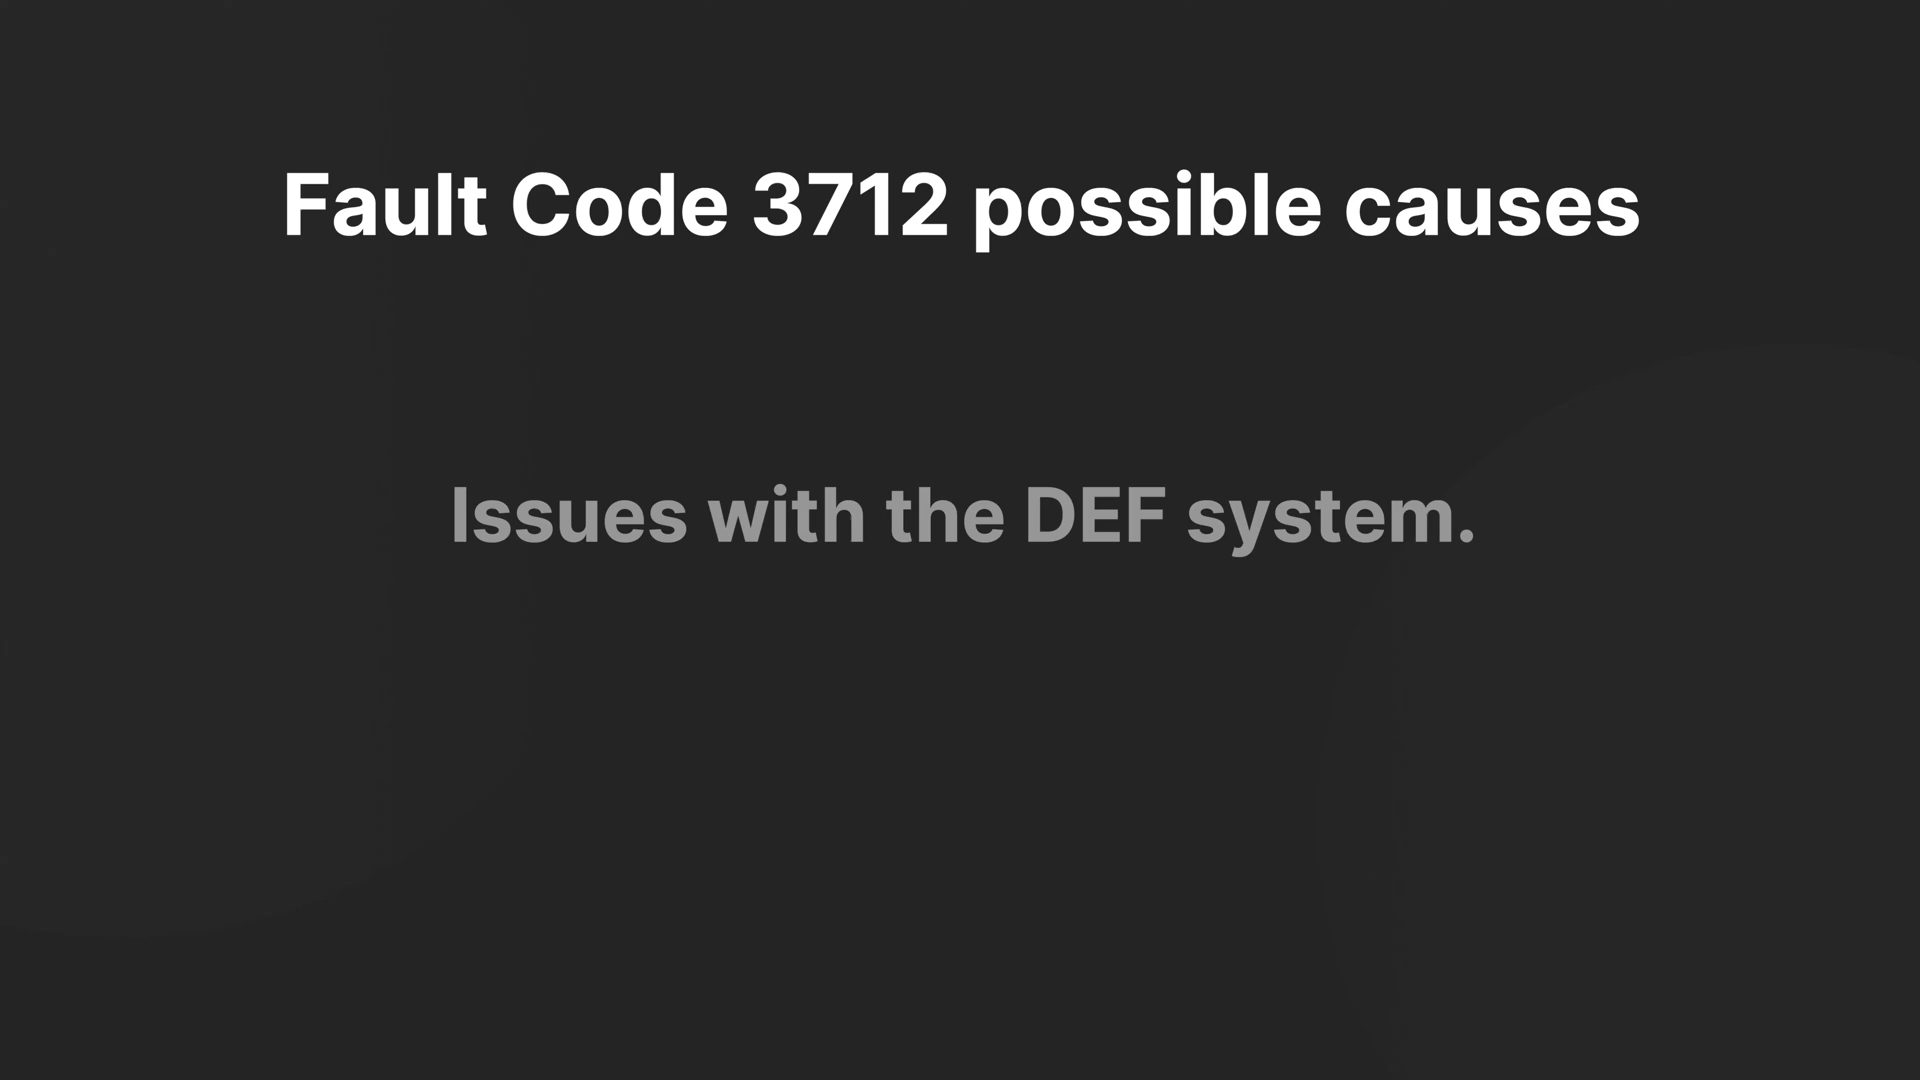 Fault Code 3712 possible causes
Issues with the DEF system.